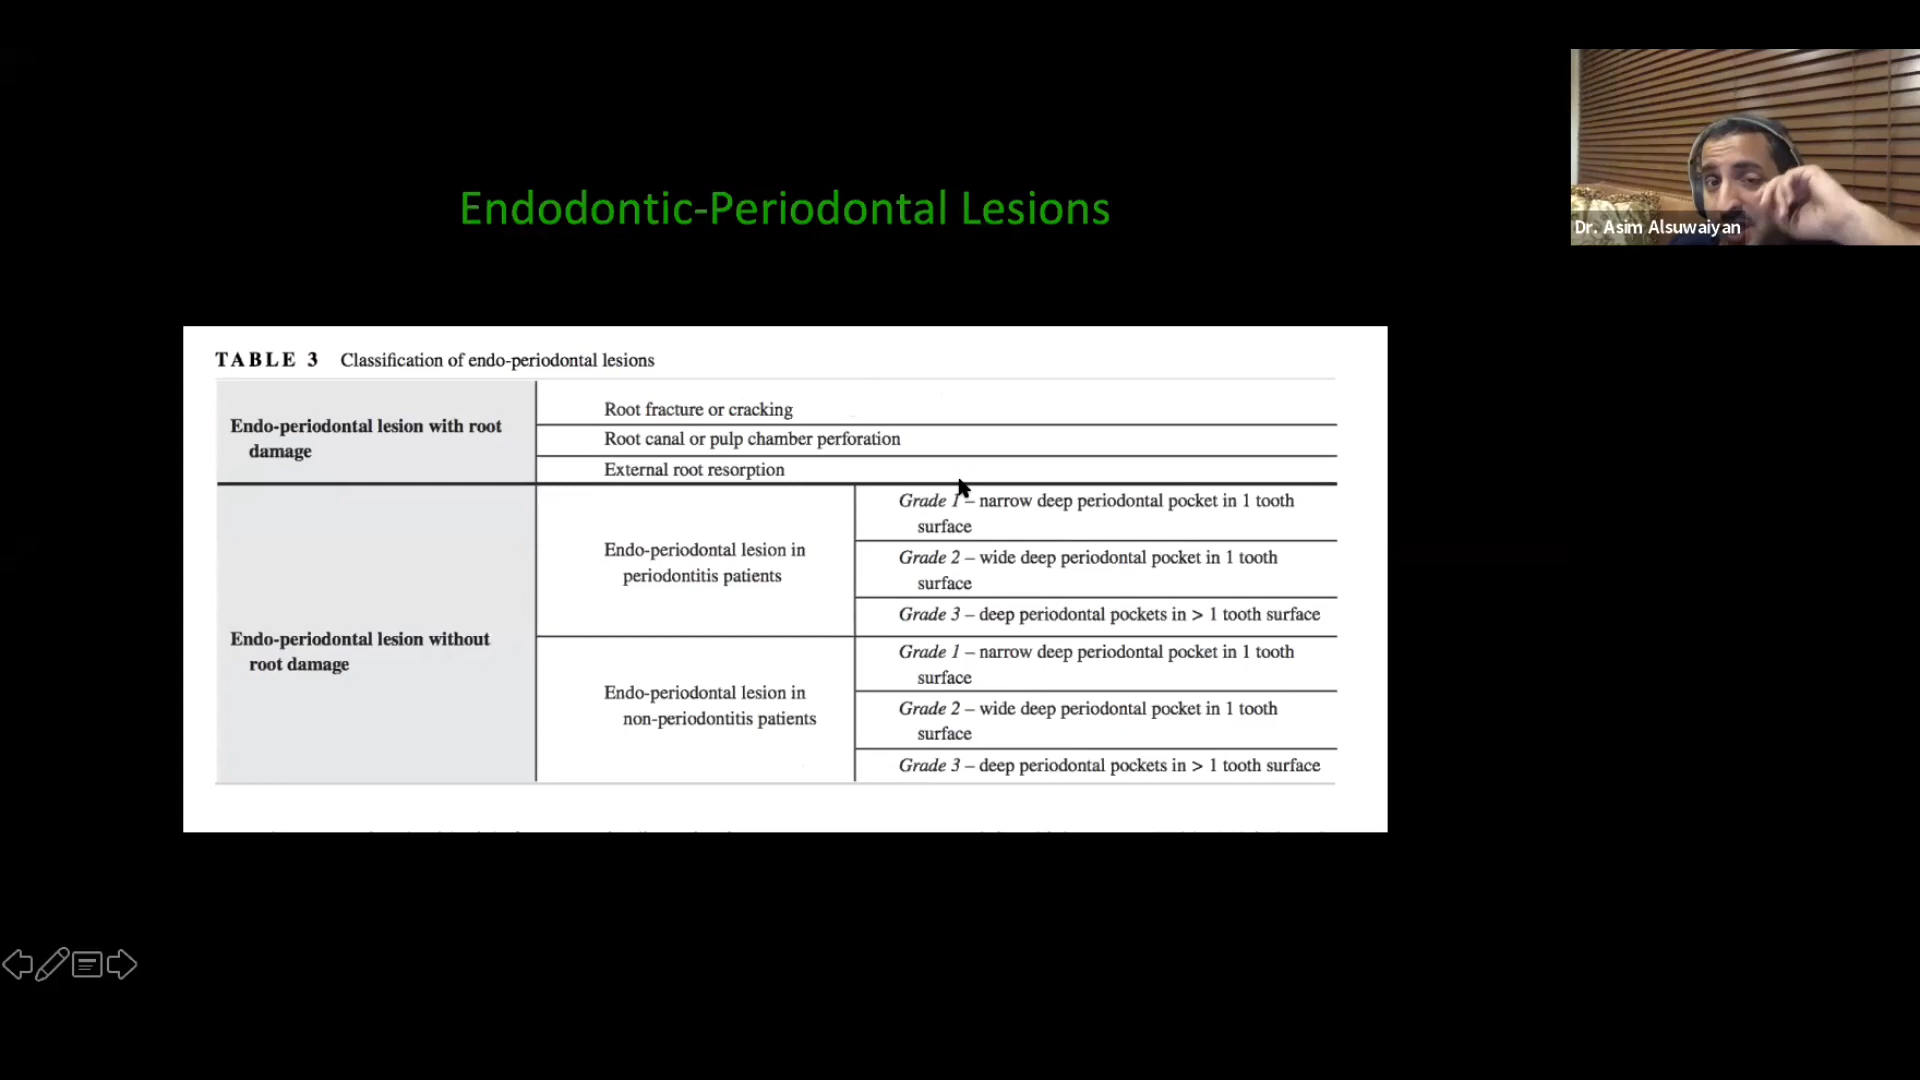 Endodontic-Periodontal Lesions
Dr. Asim Alsuwaiyan
TABLE 3 Classification of endo-periodontal lesions
Endo-periodontal lesion with root
damage
Root fracture or cracking
Root canal or pulp chamber perforation
External root resorption
Endo-periodontal lesion without
root damage
Endo-periodontal lesion in
periodontitis patients
Grade 1 – narrow deep periodontal pocket in 1 tooth
surface
Grade 2 – wide deep periodontal pocket in 1 tooth
surface
Grade 3 – deep periodontal pockets in > 1 tooth surface
Endo-periodontal lesion in
non-periodontitis patients
Grade 1 – narrow deep periodontal pocket in 1 tooth
surface
Grade 2 – wide deep periodontal pocket in 1 tooth
surface
Grade 3 – deep periodontal pockets in > 1 tooth surface